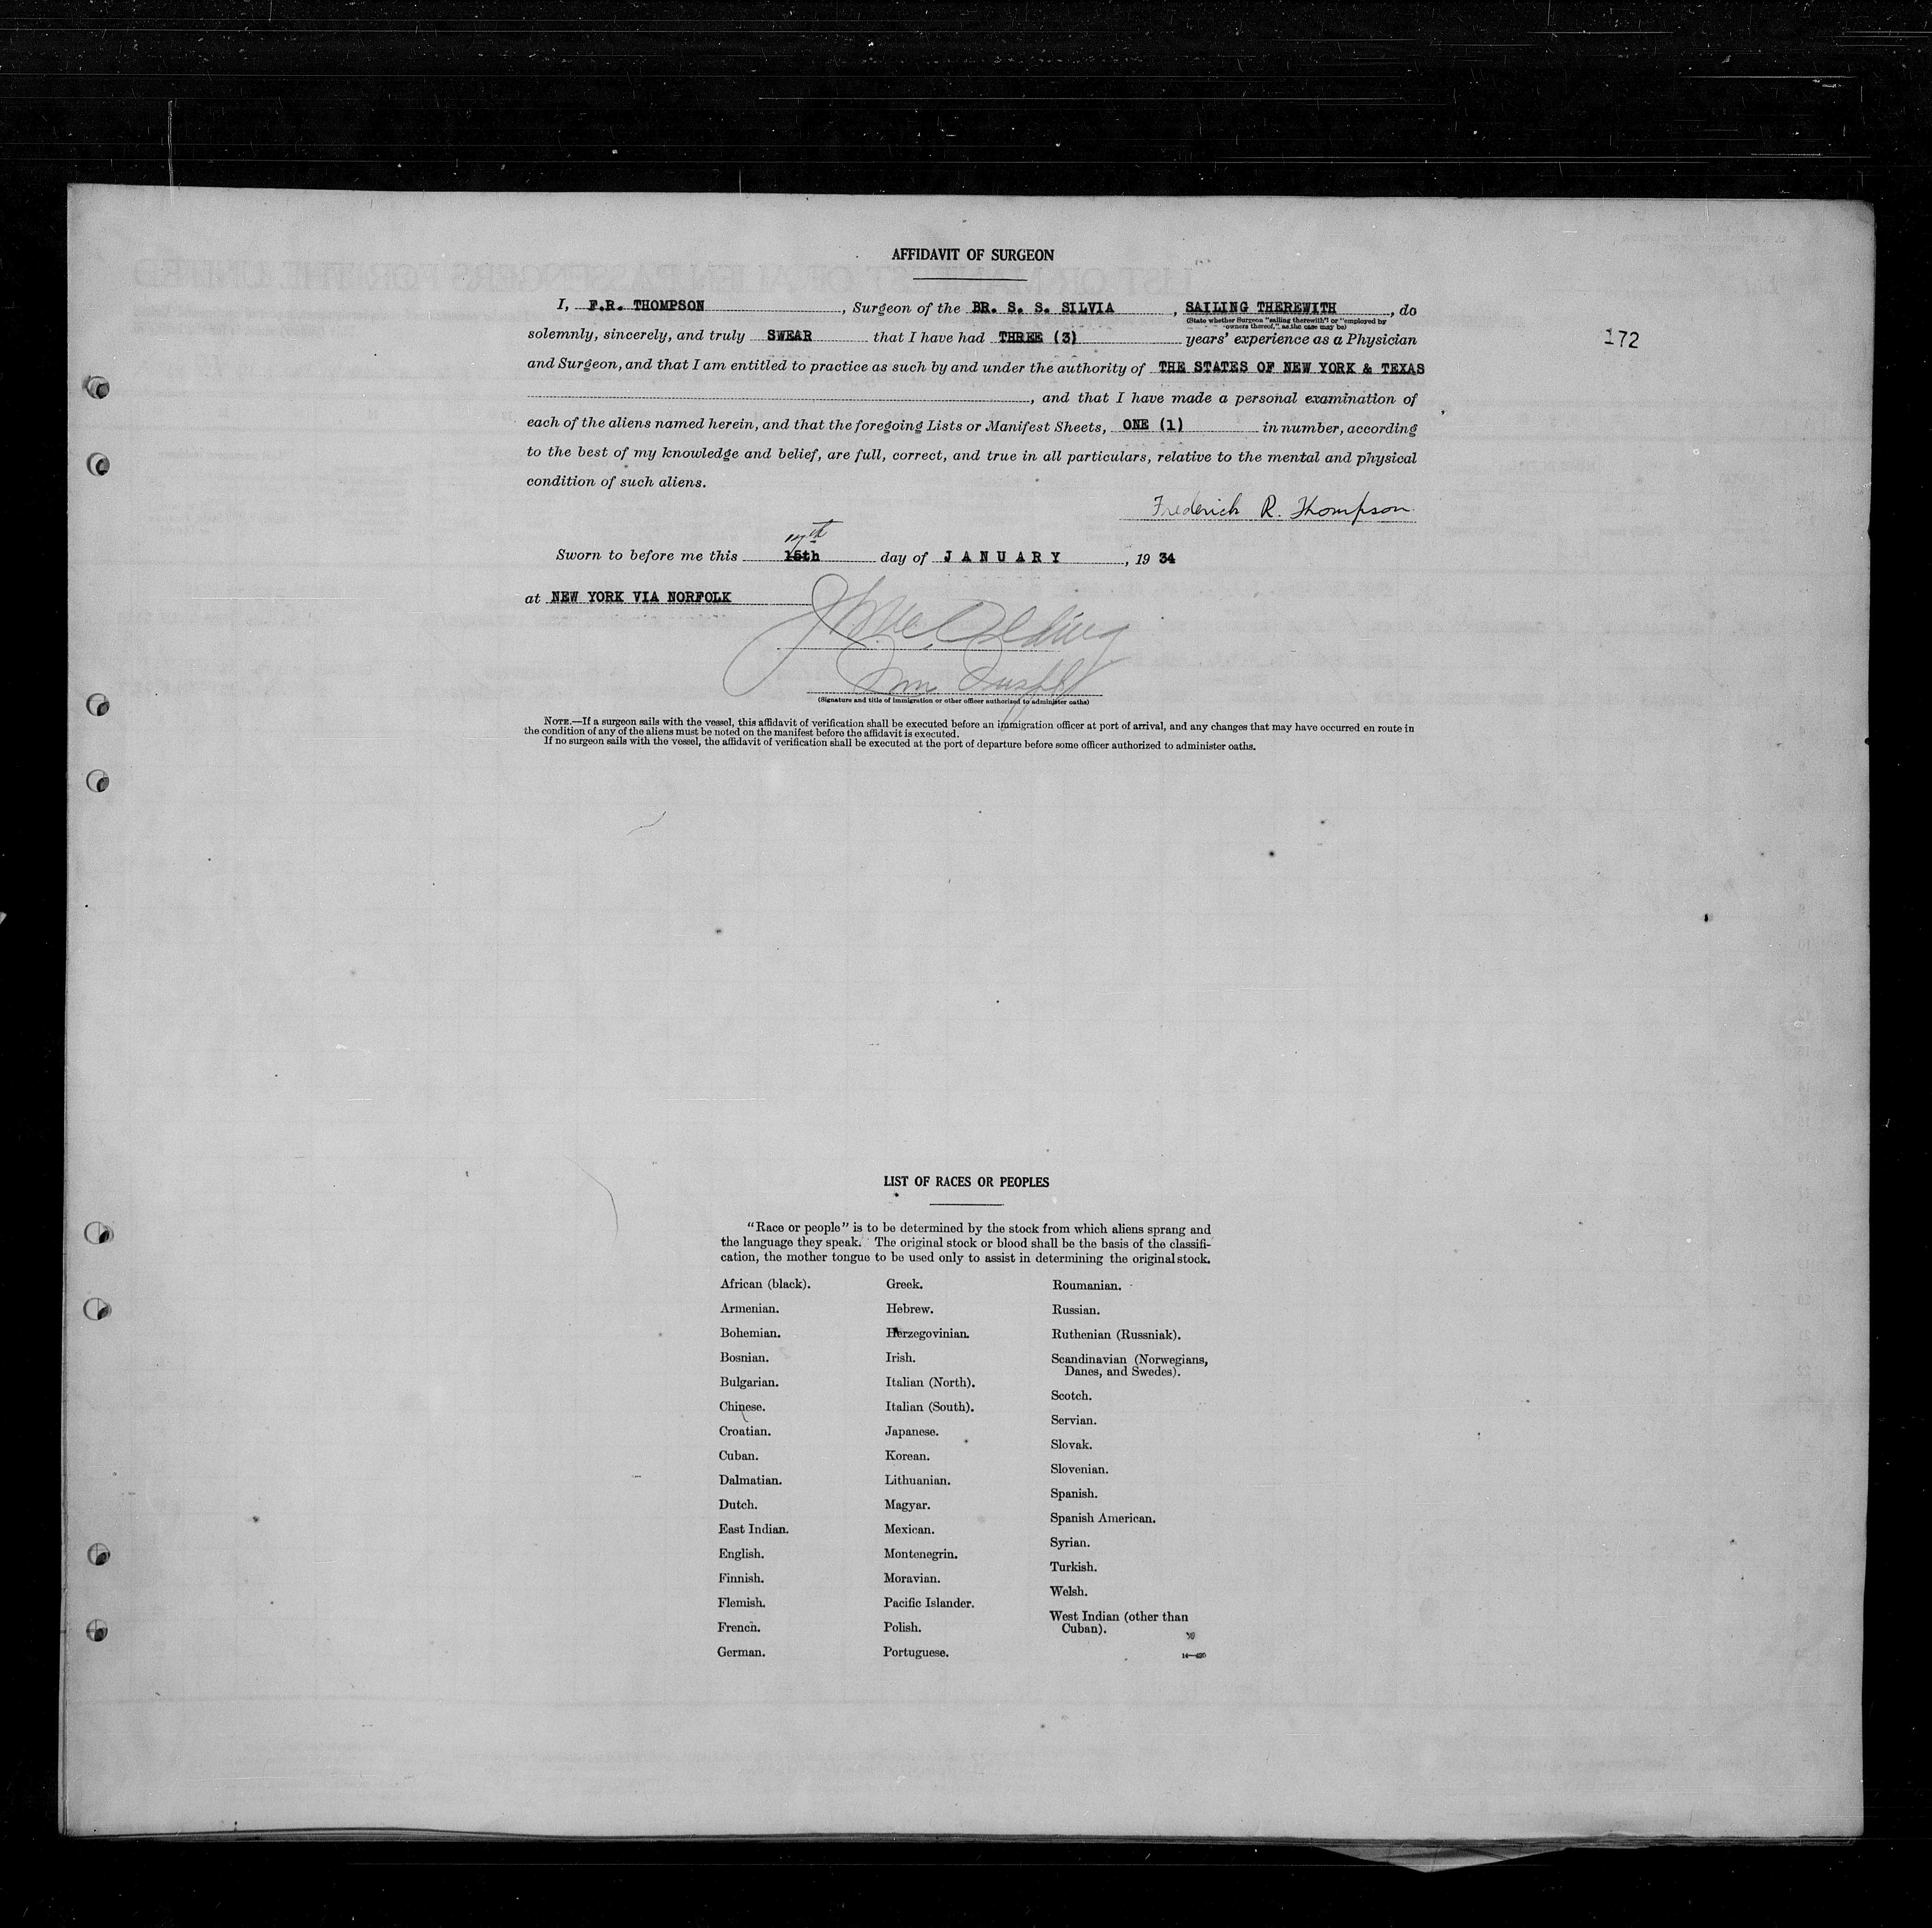 AFFIDAVIT OF SURGEON
I, F.R. THOMPSON, Surgeon of the BR. S. S. SILVIA, SAILING THEREWITH, do
(State whether Surgeon "sailing therewith" or "employed by
owners thereof," as the case may be)
172
solemnly, sincerely, and truly SWEAR that I have had THREE (3) years' experience as a Physician
and Surgeon, and that I am entitled to practice as such by and under the authority of THE STATES OF NEW YORK & TEXAS
, and that I have made a personal examination of
each of the aliens named herein, and that the foregoing Lists or Manifest Sheets, ONE (1) in number, according
to the best of my knowledge and belief, are full, correct, and true in all particulars, relative to the mental and physical
condition of such aliens.
Frederick R. Thompson
17th
Sworn to before me this 15th day of JANUARY, 19 34
at NEW YORK VIA NORFOLK
(Signature and title of immigration or other officer authorized to administer oaths)
NOTE.—If a surgeon sails with the vessel, this affidavit of verification shall be executed before an immigration officer at port of arrival, and any changes that may have occurred en route in
the condition of any of the aliens must be noted on the manifest before the affidavit is executed.
If no surgeon sails with the vessel, the affidavit of verification shall be executed at the port of departure before some officer authorized to administer oaths.
LIST OF RACES OR PEOPLES
"Race or people" is to be determined by the stock from which aliens sprang and
the language they speak. The original stock or blood shall be the basis of the classifi-
cation, the mother tongue to be used only to assist in determining the original stock.
African (black).
Armenian.
Bohemian.
Bosnian.
Bulgarian.
Chinese.
Croatian.
Cuban.
Dalmatian.
Dutch.
East Indian.
English.
Finnish.
Flemish.
French.
German.
Greek.
Hebrew.
Herzegovinian.
Irish.
Italian (North).
Italian (South).
Japanese.
Korean.
Lithuanian.
Magyar.
Mexican.
Montenegrin.
Moravian.
Pacific Islander.
Polish.
Portuguese.
Roumanian.
Russian.
Ruthenian (Russniak).
Scandinavian (Norwegians,
Danes, and Swedes).
Scotch.
Servian.
Slovak.
Slovenian.
Spanish.
Spanish American.
Syrian.
Turkish.
Welsh.
West Indian (other than
Cuban).